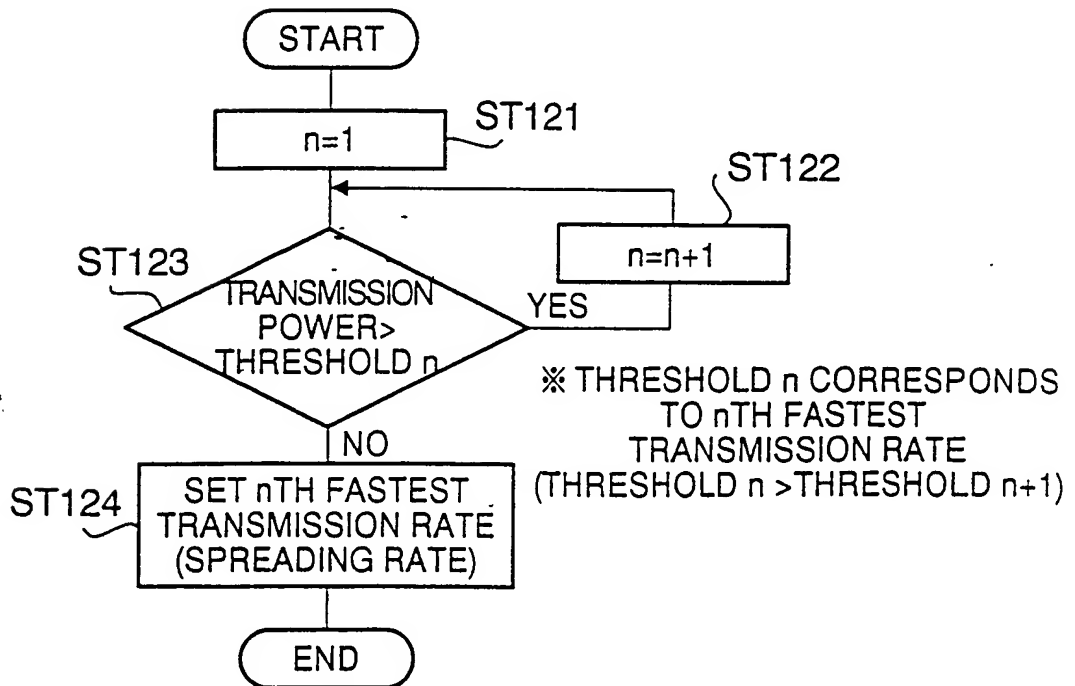 START
n=1
ST121
ST122
n=n+1
ST123
TRANSMISSION
POWER>
THRESHOLD n
YES
※ THRESHOLD n CORRESPONDS
TO nTH FASTEST
TRANSMISSION RATE
(THRESHOLD n >THRESHOLD n+1)
NO
ST124
SET nTH FASTEST
TRANSMISSION RATE
(SPREADING RATE)
END